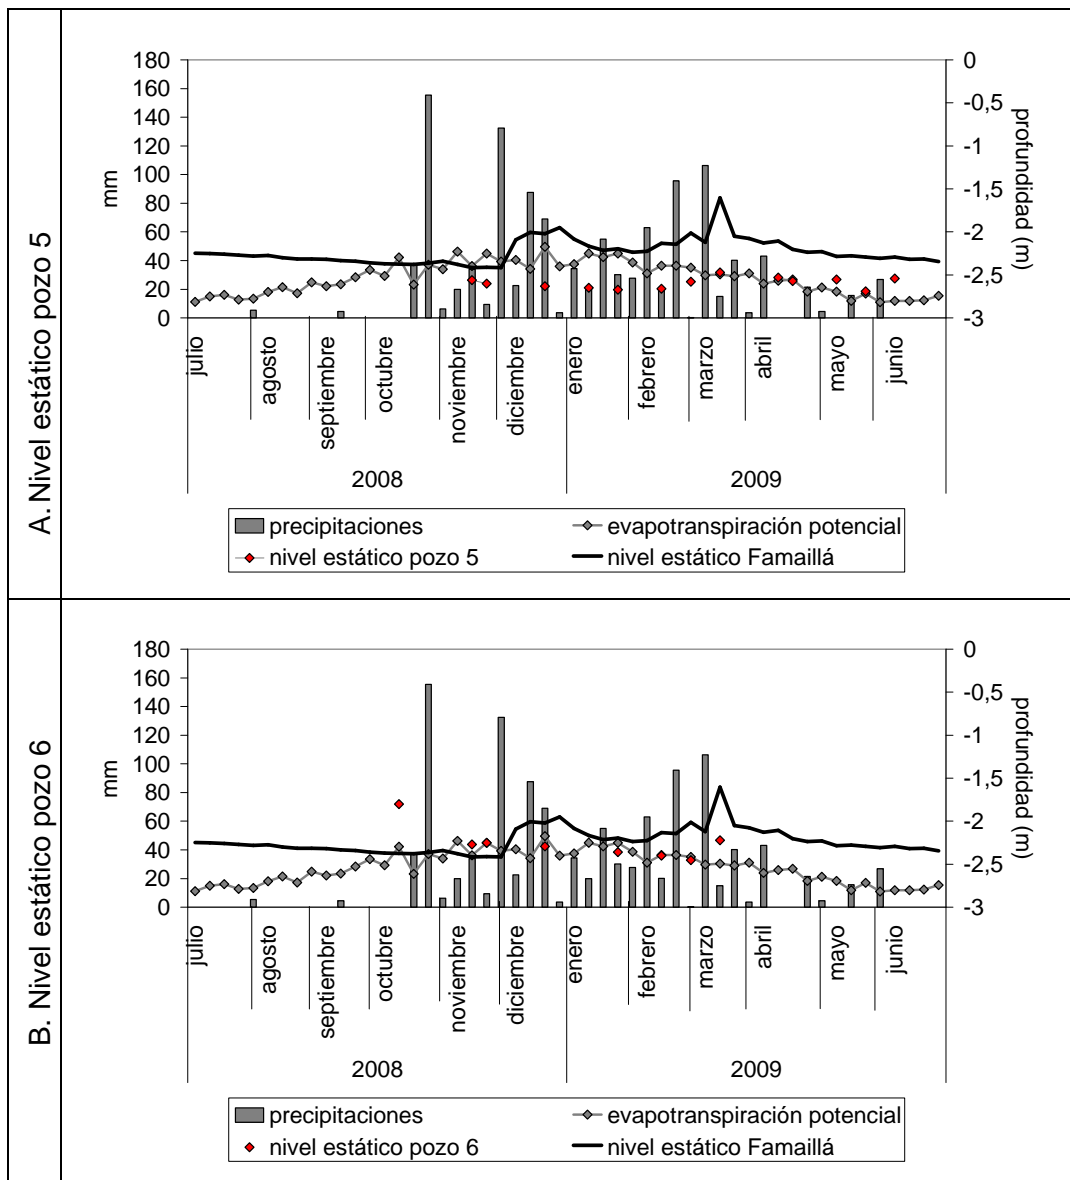 A. Nivel estático pozo 5
180
160
140
120
100
80
60
40
20
0
mm
0
-0,5
-1
-1,5
-2
-2,5
-3
profundidad (m)
julio
agosto
septiembre
octubre
noviembre
diciembre
enero
febrero
marzo
abril
mayo
junio
2008 2009
precipitaciones evapotranspiración potencial
nivel estático pozo 5 nivel estático Famaillá
B. Nivel estático pozo 6
180
160
140
120
100
80
60
40
20
0
mm
0
-0,5
-1
-1,5
-2
-2,5
-3
profundidad (m)
julio
agosto
septiembre
octubre
noviembre
diciembre
enero
febrero
marzo
abril
mayo
junio
2008 2009
precipitaciones evapotranspiración potencial
nivel estático pozo 6 nivel estático Famaillá